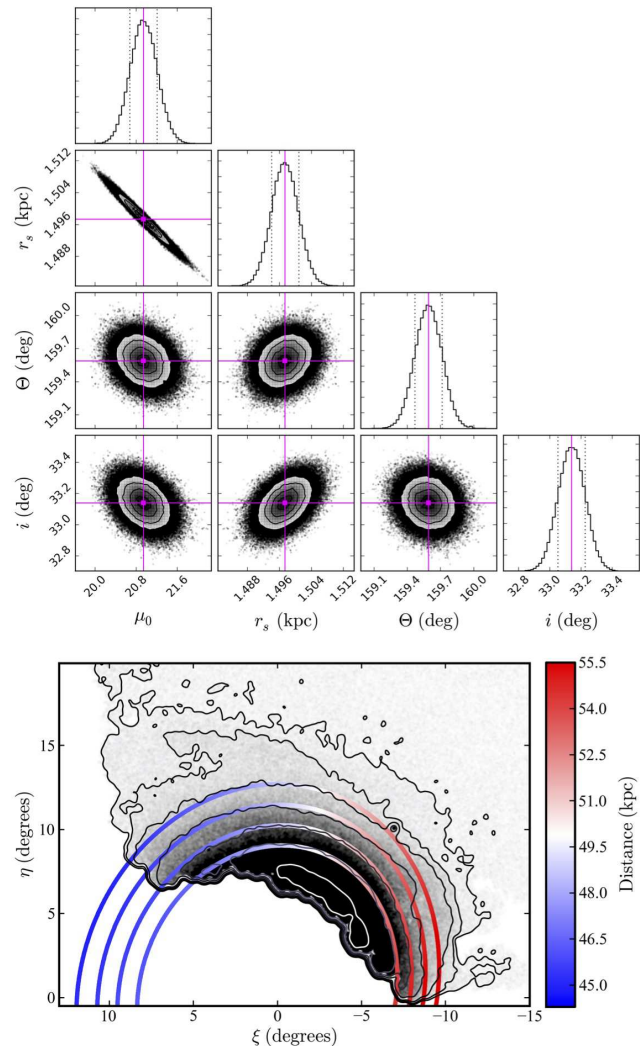 1.512
1.504
1.496
1.488
r_s (kpc)
160.0
159.7
159.4
159.1
Θ (deg)
33.4
33.2
33.0
32.8
i (deg)
20.0 20.8 21.6
1.488 1.496 1.504 1.512
159.1 159.4 159.7 160.0
32.8 33.0 33.2 33.4
μ_0
r_s (kpc)
Θ (deg)
i (deg)
15
10
5
0
η (degrees)
10 5 0 −5 −10 −15
ξ (degrees)
55.5
54.0
52.5
51.0
49.5
48.0
46.5
45.0
Distance (kpc)